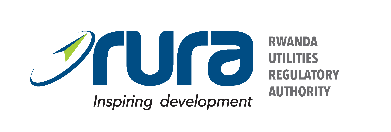 rura
Inspiring development
RWANDA
UTILITIES
REGULATORY
AUTHORITY